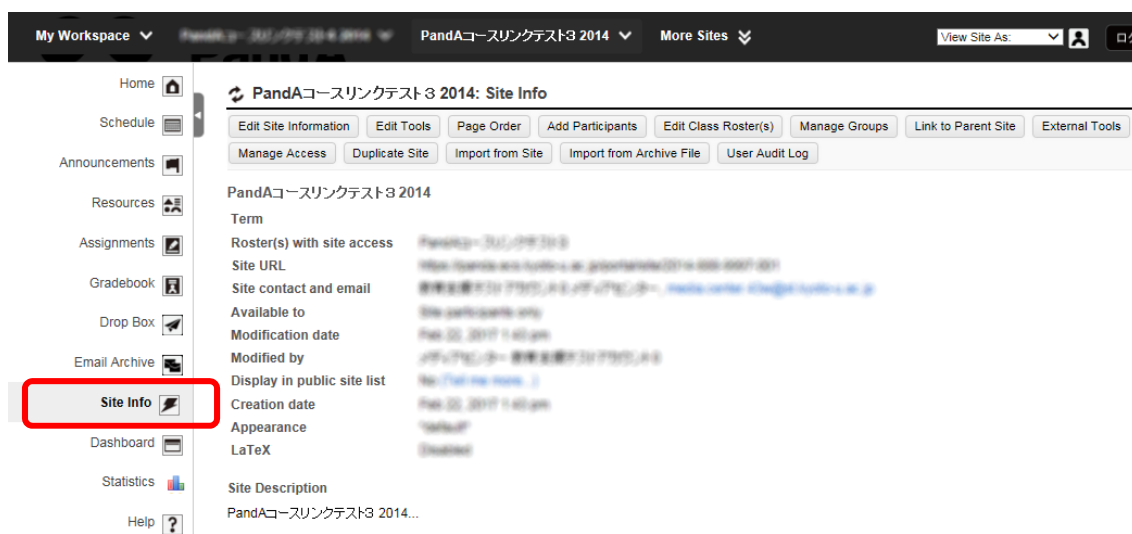 My Workspace PandAコースリンクテスト3 2014 More Sites View Site As:
Home
Schedule
Announcements
Resources
Assignments
Gradebook
Drop Box
Email Archive
Site Info
Dashboard
Statistics
Help ?
PandAコースリンクテスト3 2014: Site Info
Edit Site Information Edit Tools Page Order Add Participants Edit Class Roster(s) Manage Groups Link to Parent Site External Tools
Manage Access Duplicate Site Import from Site Import from Archive File User Audit Log
PandAコースリンクテスト3 2014
Term
Roster(s) with site access
Site URL
Site contact and email
Available to
Modification date
Modified by
Display in public site list
Creation date
Appearance
LaTeX
Site Description
PandAコースリンクテスト3 2014...